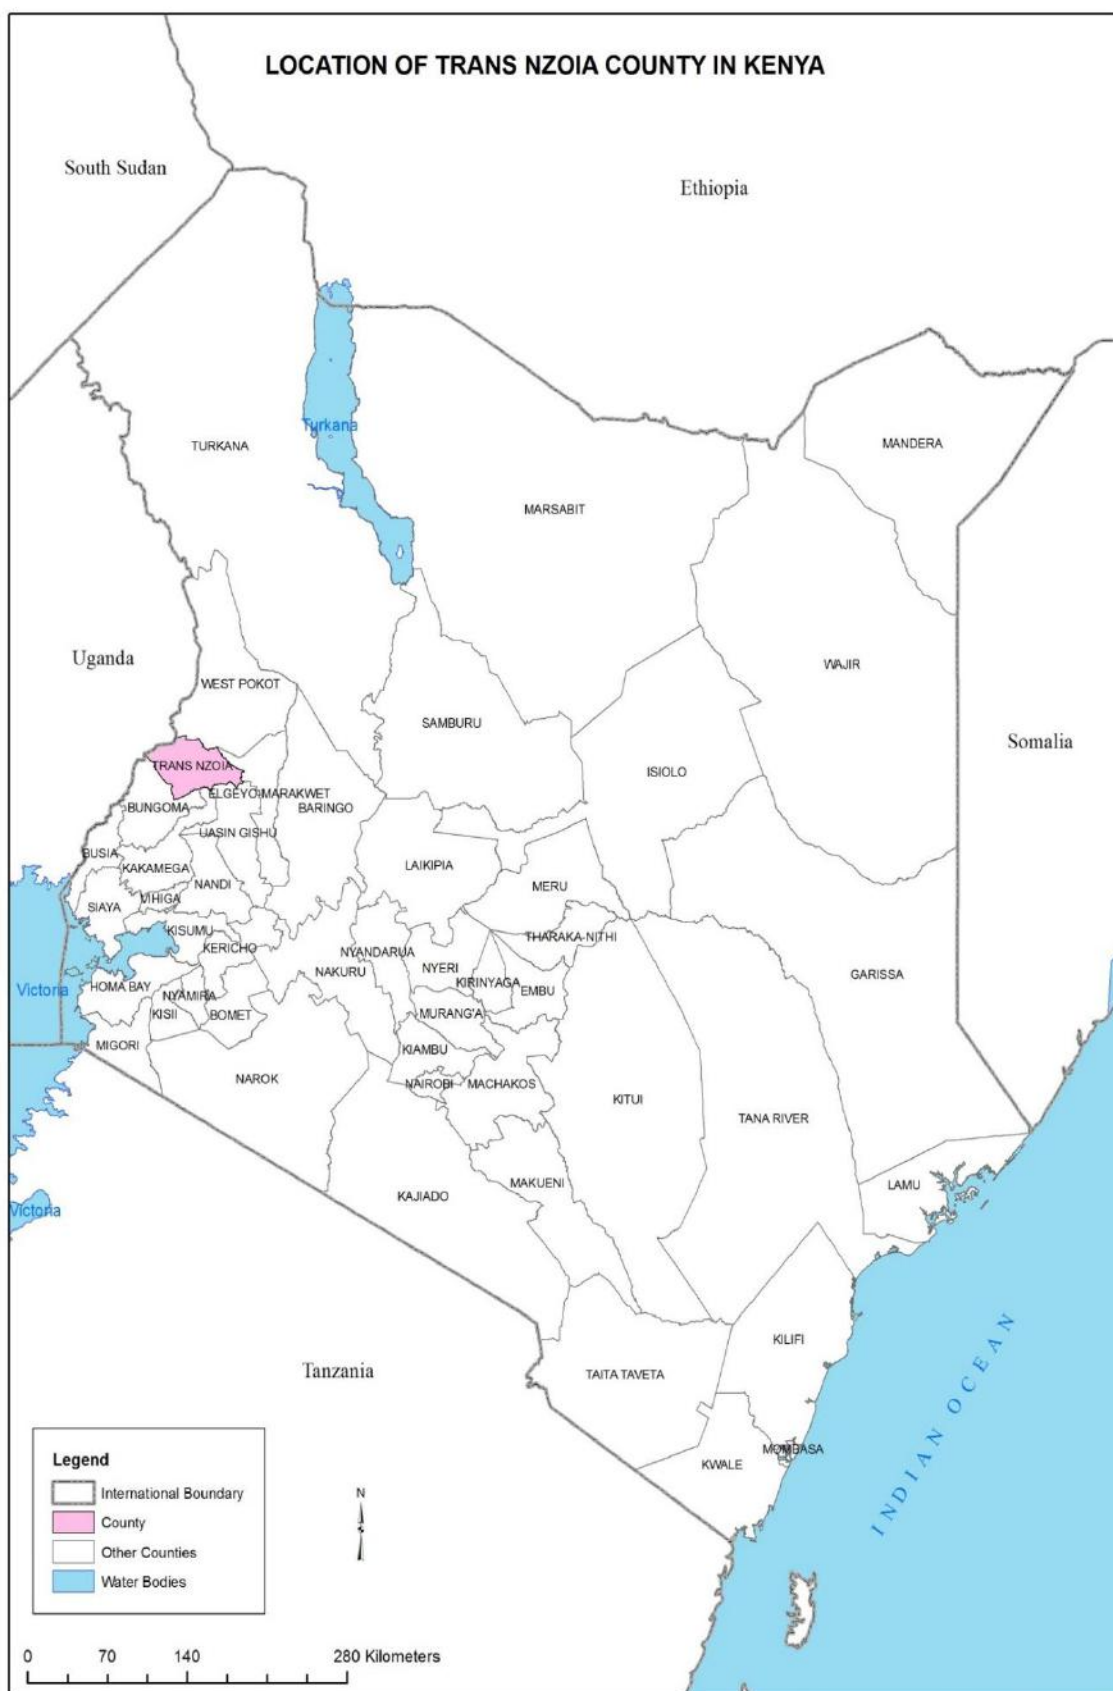 LOCATION OF TRANS NZOIA COUNTY IN KENYA
South Sudan
Ethiopia
Turkana
TURKANA
MANDERA
MARSABIT
Uganda
WAJIR
WEST POKOT
SAMBURU
Somalia
TRANS NZOIA
ISIOLO
ELGEYO-MARAKWET
BUNGOMA
BARINGO
UASIN GISHU
BUSIA
KAKAMEGA
LAIKIPIA
NANDI
MERU
VIHIGA
SIAYA
KISUMU
THARAKA-NITHI
KERICHO
NYANDARUA
NYERI
NAKURU
GARISSA
KIRINYAGA
EMBU
Victoria
HOMA BAY
NYAMIRA
KISII
BOMET
MURANG'A
MIGORI
KIAMBU
NAROK
NAIROBI
MACHAKOS
KITUI
TANA RIVER
MAKUENI
LAMU
KAJIADO
Victoria
KILIFI
Tanzania
TAITA TAVETA
INDIAN OCEAN
MOMBASA
KWALE
Legend
International Boundary
County
Other Counties
Water Bodies
N
0 70 140 280 Kilometers